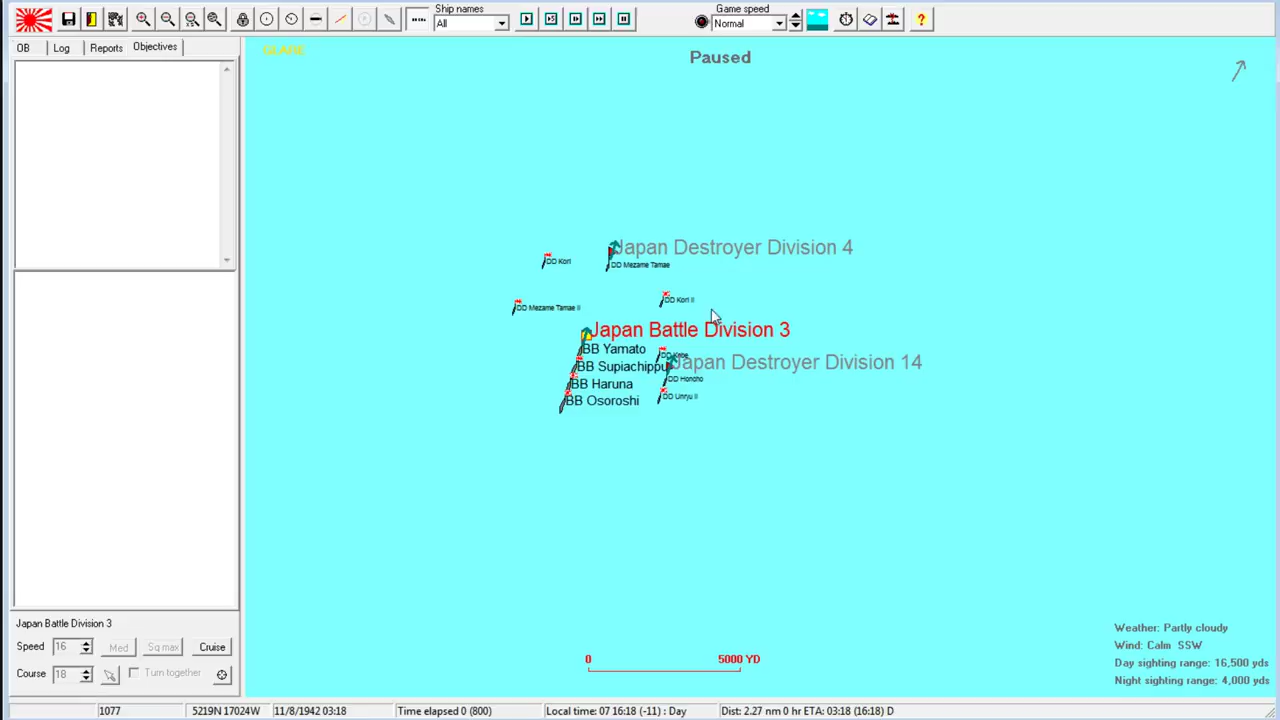 Ship names
All
Game speed
Normal
OB
Log
Reports
Objectives
GLARE
Paused
Japan Destroyer Division 4
DD Kori
DD Mezame Tamae
DD Kori II
DD Mezame Tamae II
Japan Battle Division 3
BB Yamato
Japan Destroyer Division 14
BB Supiachippu
DD Honcho
BB Haruna
DD Unryu II
BB Osoroshi
Japan Battle Division 3
Speed 16 Med Sq max Cruise
Course 18 Turn together
0 5000 YD
Weather: Partly cloudy
Wind: Calm SSW
Day sighting range: 16,500 yds
Night sighting range: 4,000 yds
1077 5219N 17024W 11/8/1942 03:18 Time elapsed 0 (800) Local time: 07 16:18 (-11) : Day Dist: 2.27 nm 0 hr ETA: 03:18 (16:18) D